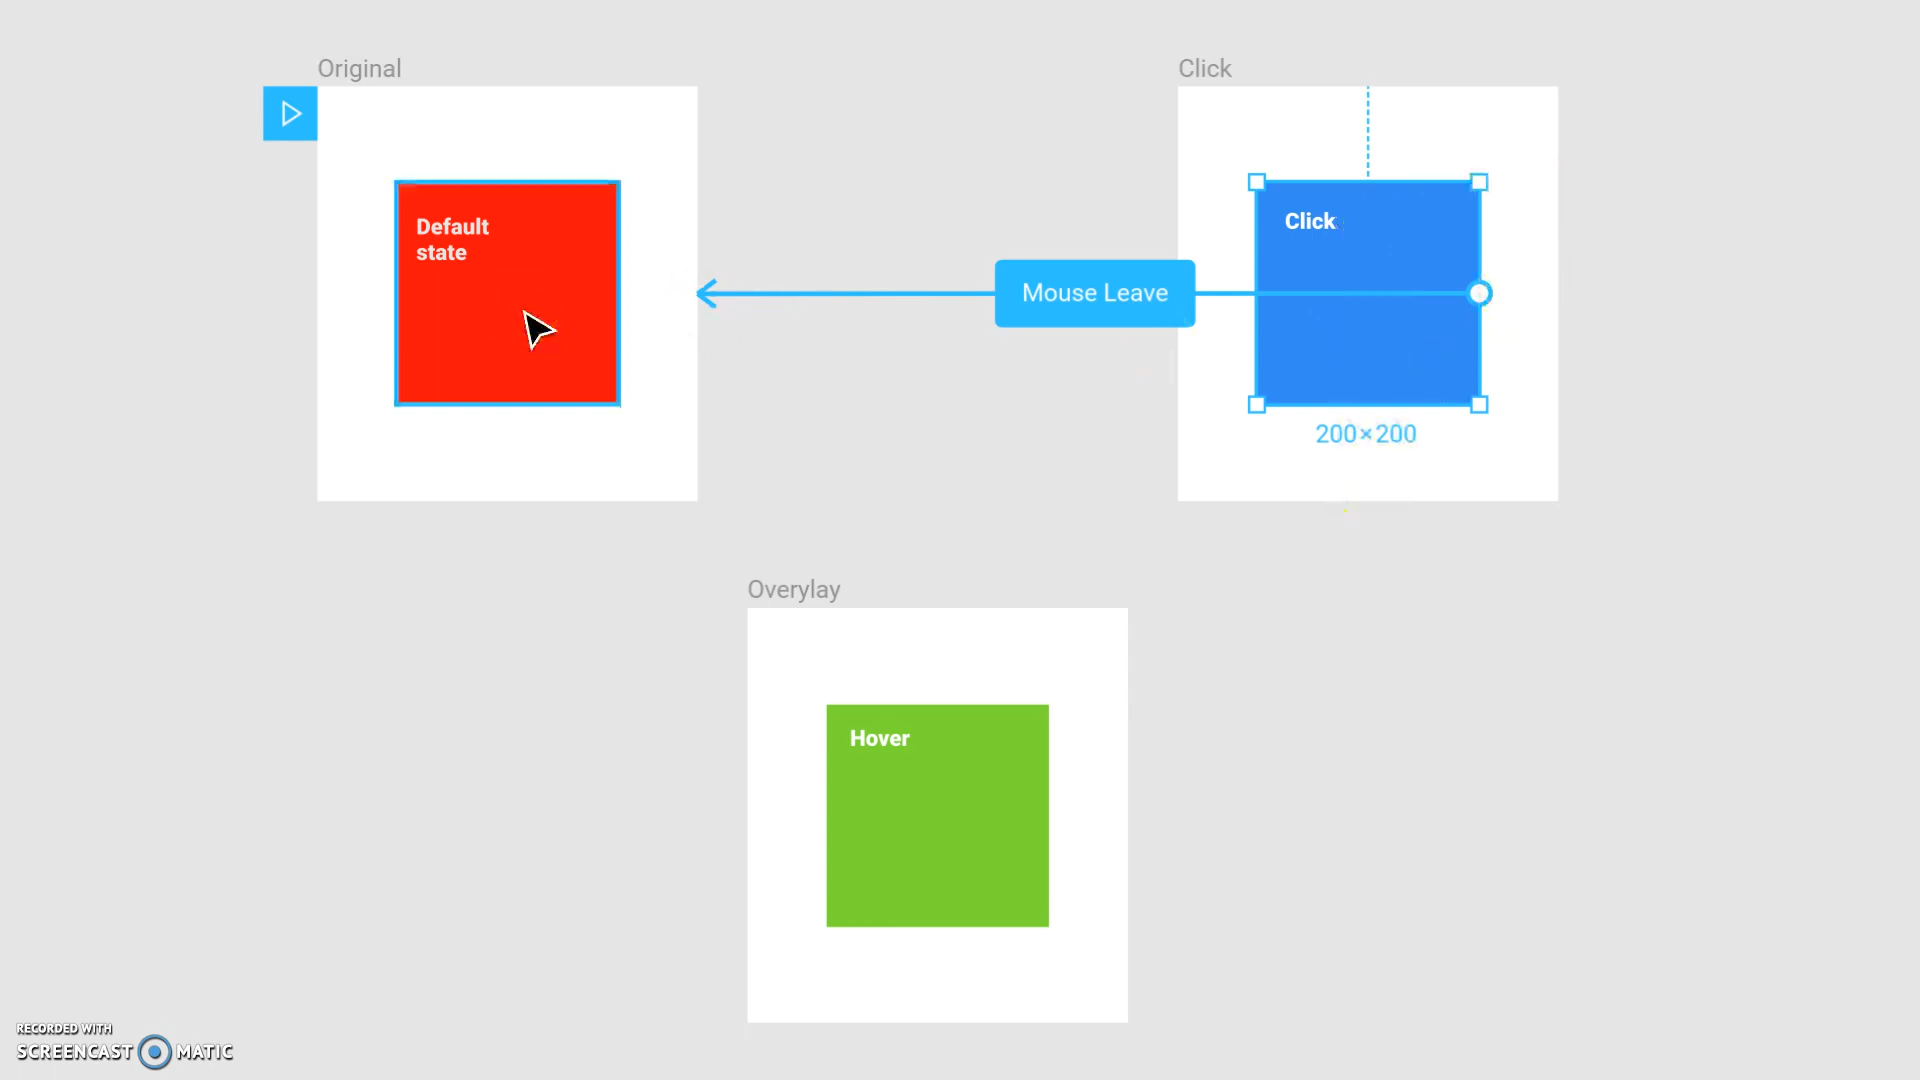 Original
Click
Default
state
Click
Mouse Leave
200×200
Overylay
Hover
RECORDED WITH
SCREENCAST MATIC